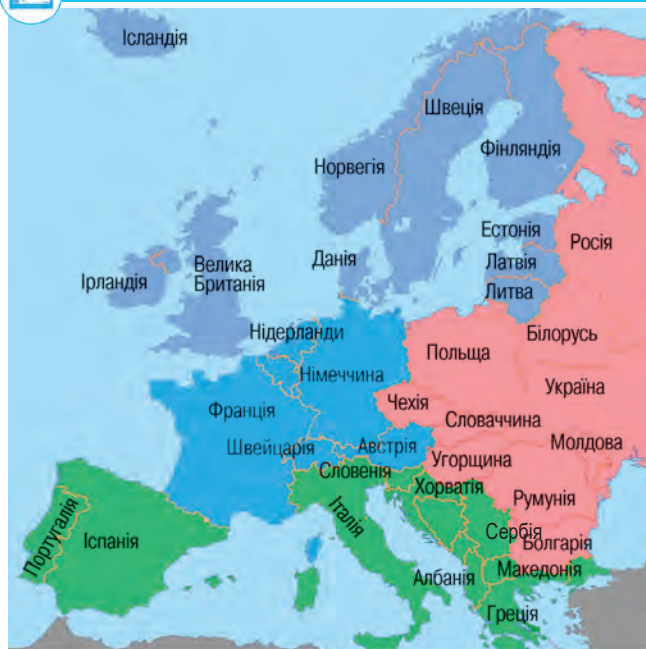 Ісландія
Швеція
Фінляндія
Норвегія
Естонія
Росія
Данія
Латвія
Ірландія
Велика
Британія
Литва
Нідерланди
Білорусь
Польща
Німеччина
Україна
Чехія
Франція
Словаччина
Молдова
Швейцарія
Австрія
Угорщина
Словенія
Хорватія
Румунія
Італія
Португалія
Іспанія
Сербія
Болгарія
Албанія
Македонія
Греція